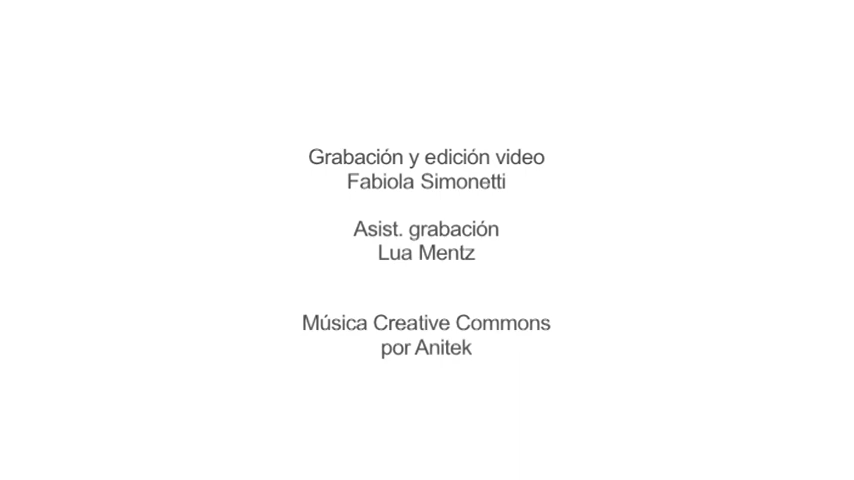 Grabación y edición video
Fabiola Simonetti
Asist. grabación
Lua Mentz
Música Creative Commons
por Anitek